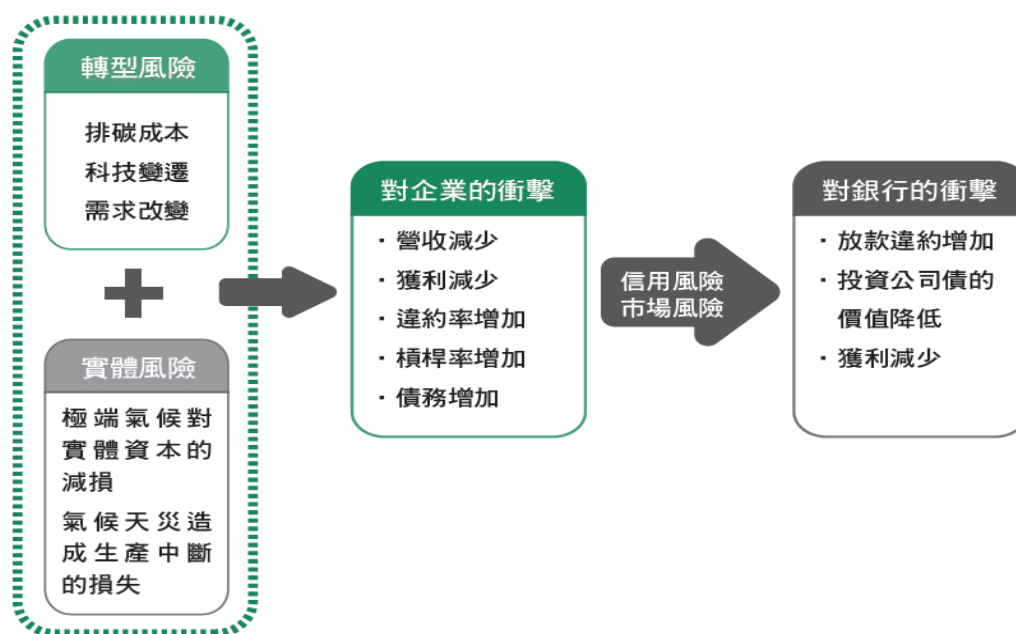 轉型風險
排碳成本
科技變遷
需求改變
實體風險
極端氣候對
實體資本的
減損
氣候天災造
成生產中斷
的損失
對企業的衝擊
· 營收減少
· 獲利減少
· 違約率增加
· 槓桿率增加
· 債務增加
信用風險
市場風險
對銀行的衝擊
· 放款違約增加
· 投資公司債的
價值降低
· 獲利減少